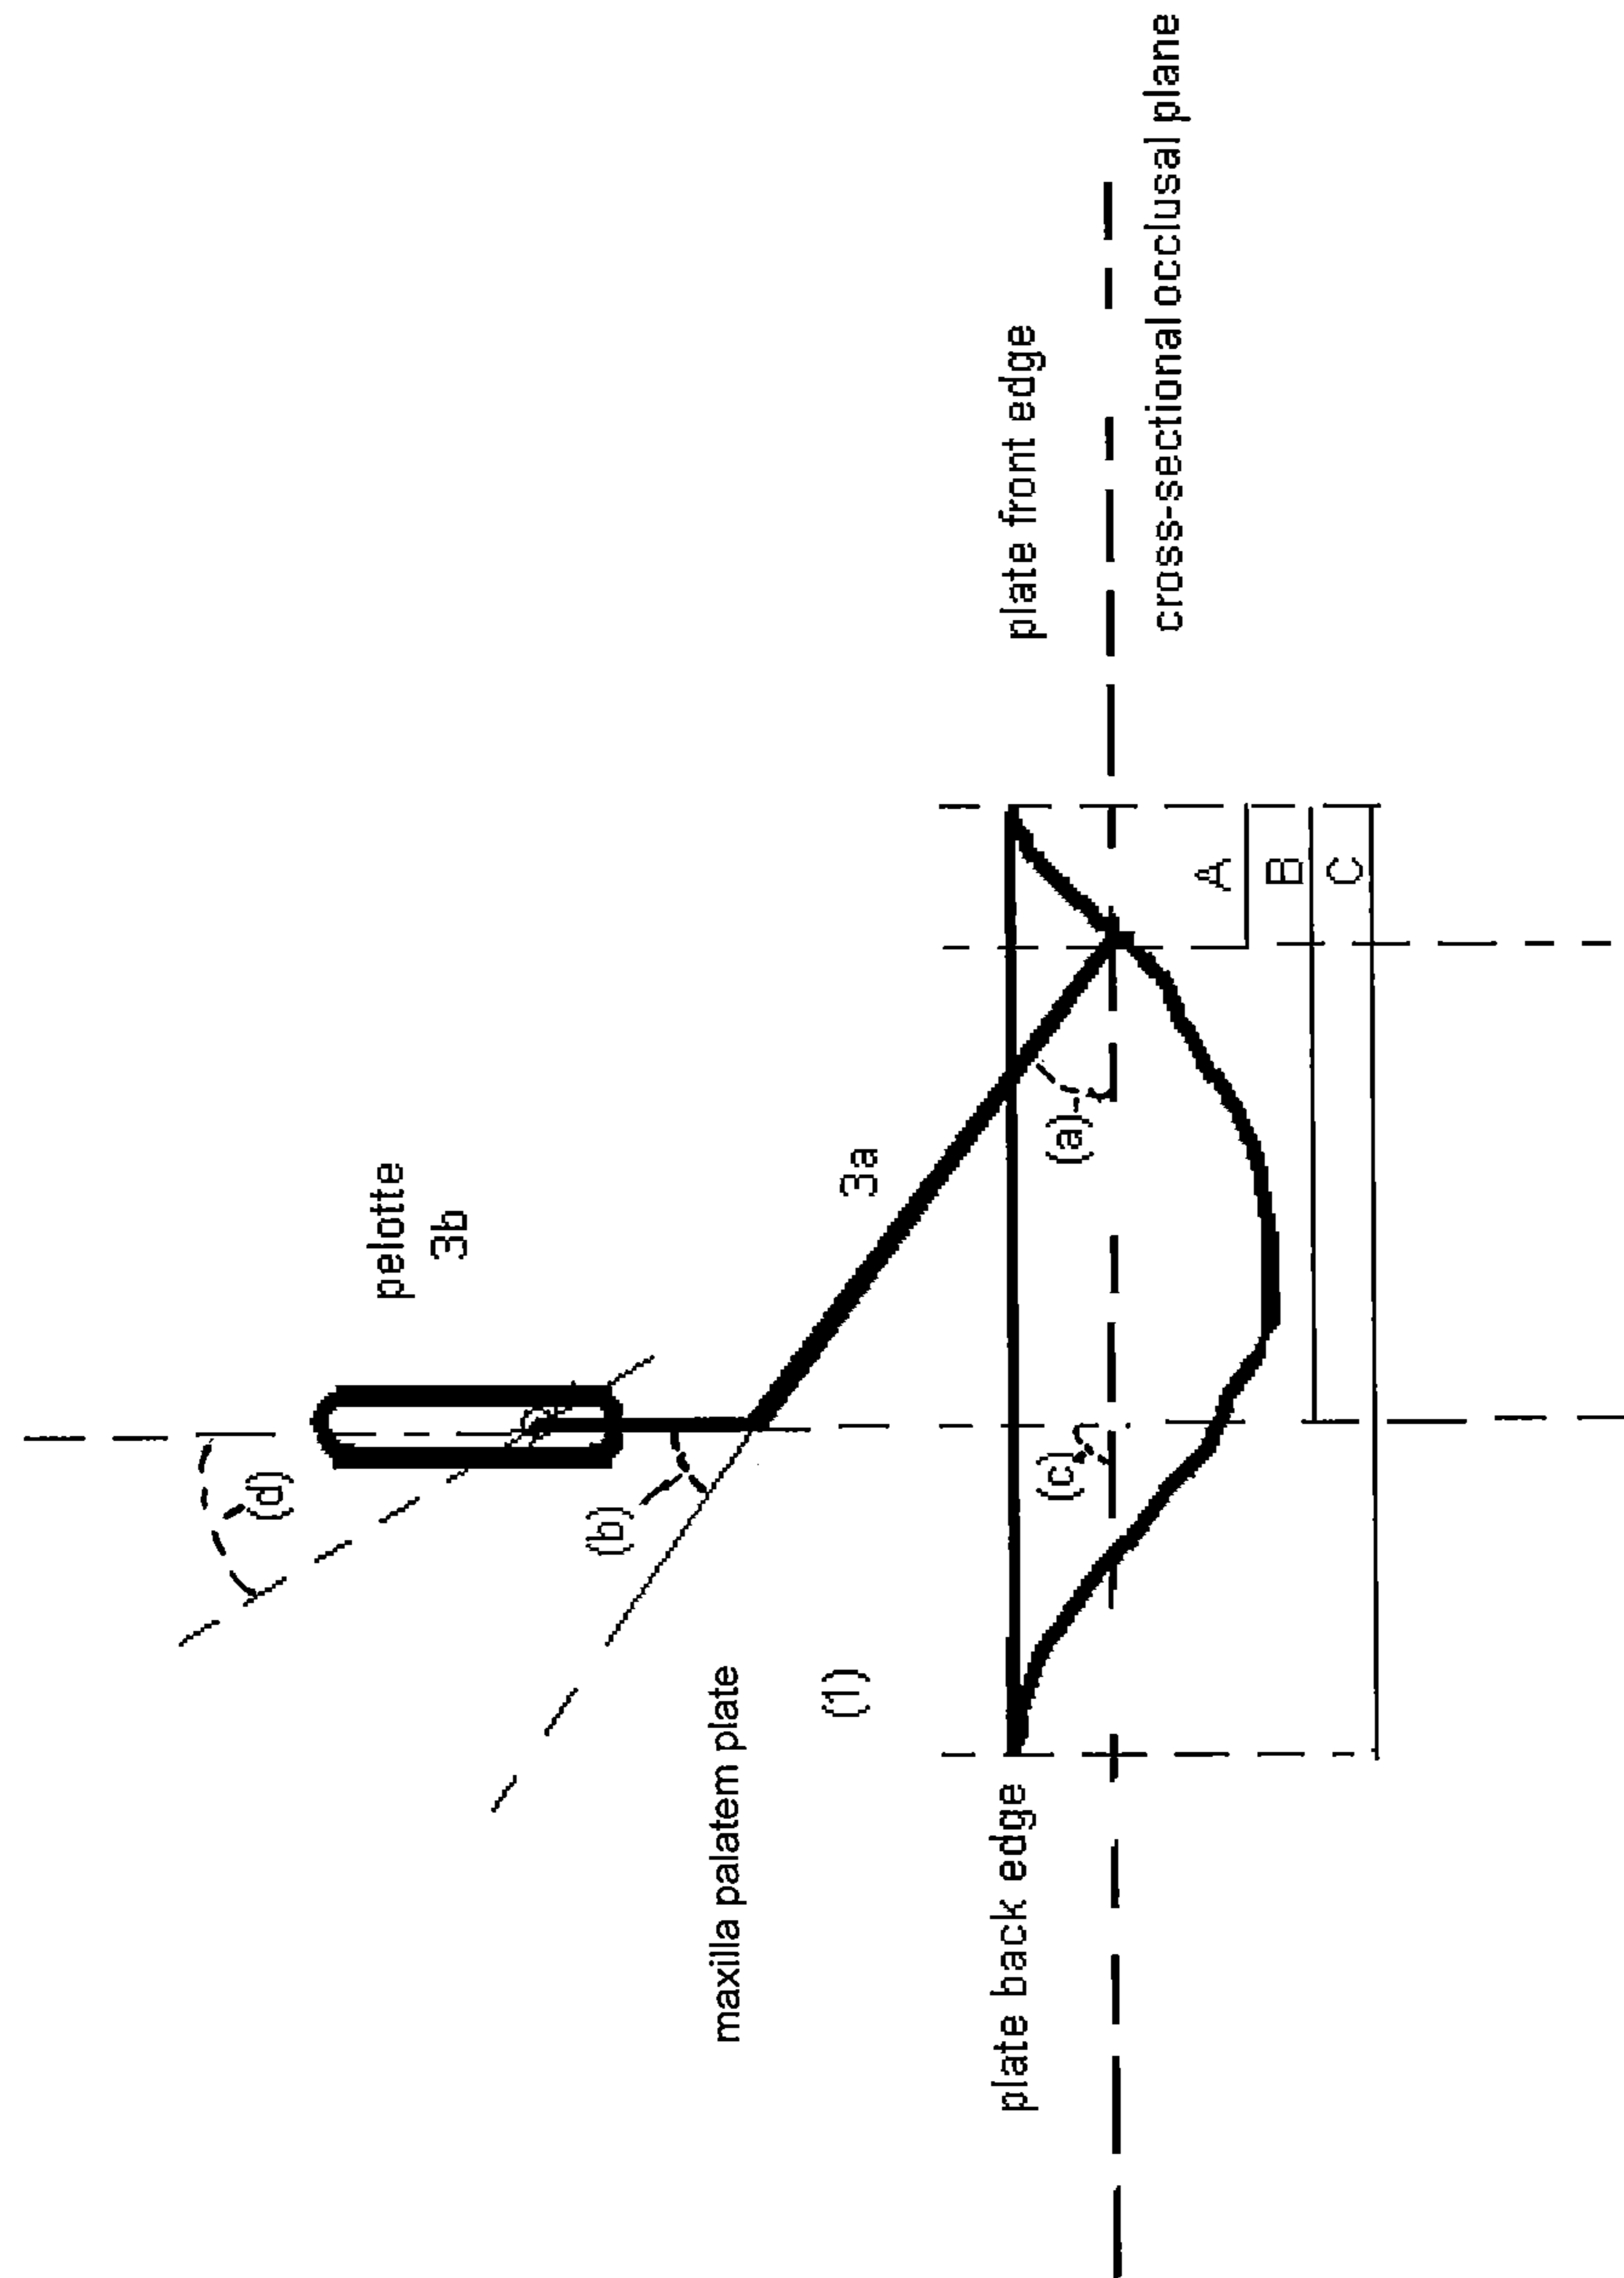 (d)
pelotte
3b
(b)
maxilla palatem plate
(1)
3a
plate back edge
plate front edge
(c)
(a)
cross-sectional occlusal plane
A
B
C